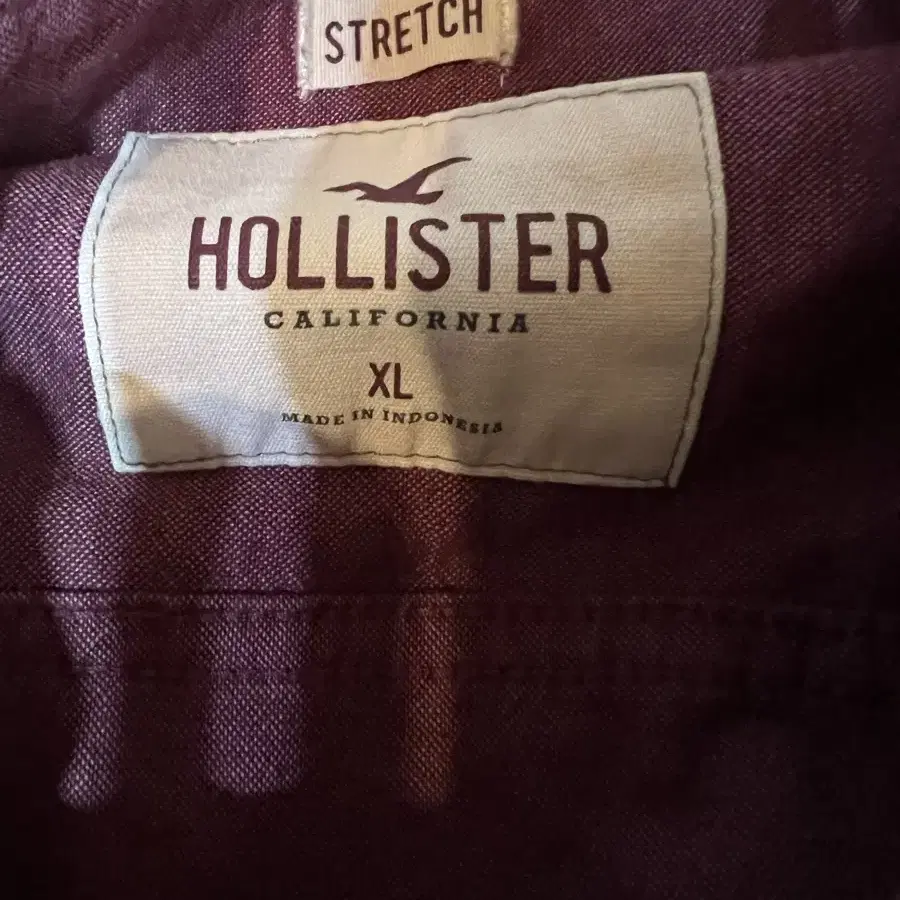 STRETCH
HOLLISTER
CALIFORNIA
XL
MADE IN INDONESIA